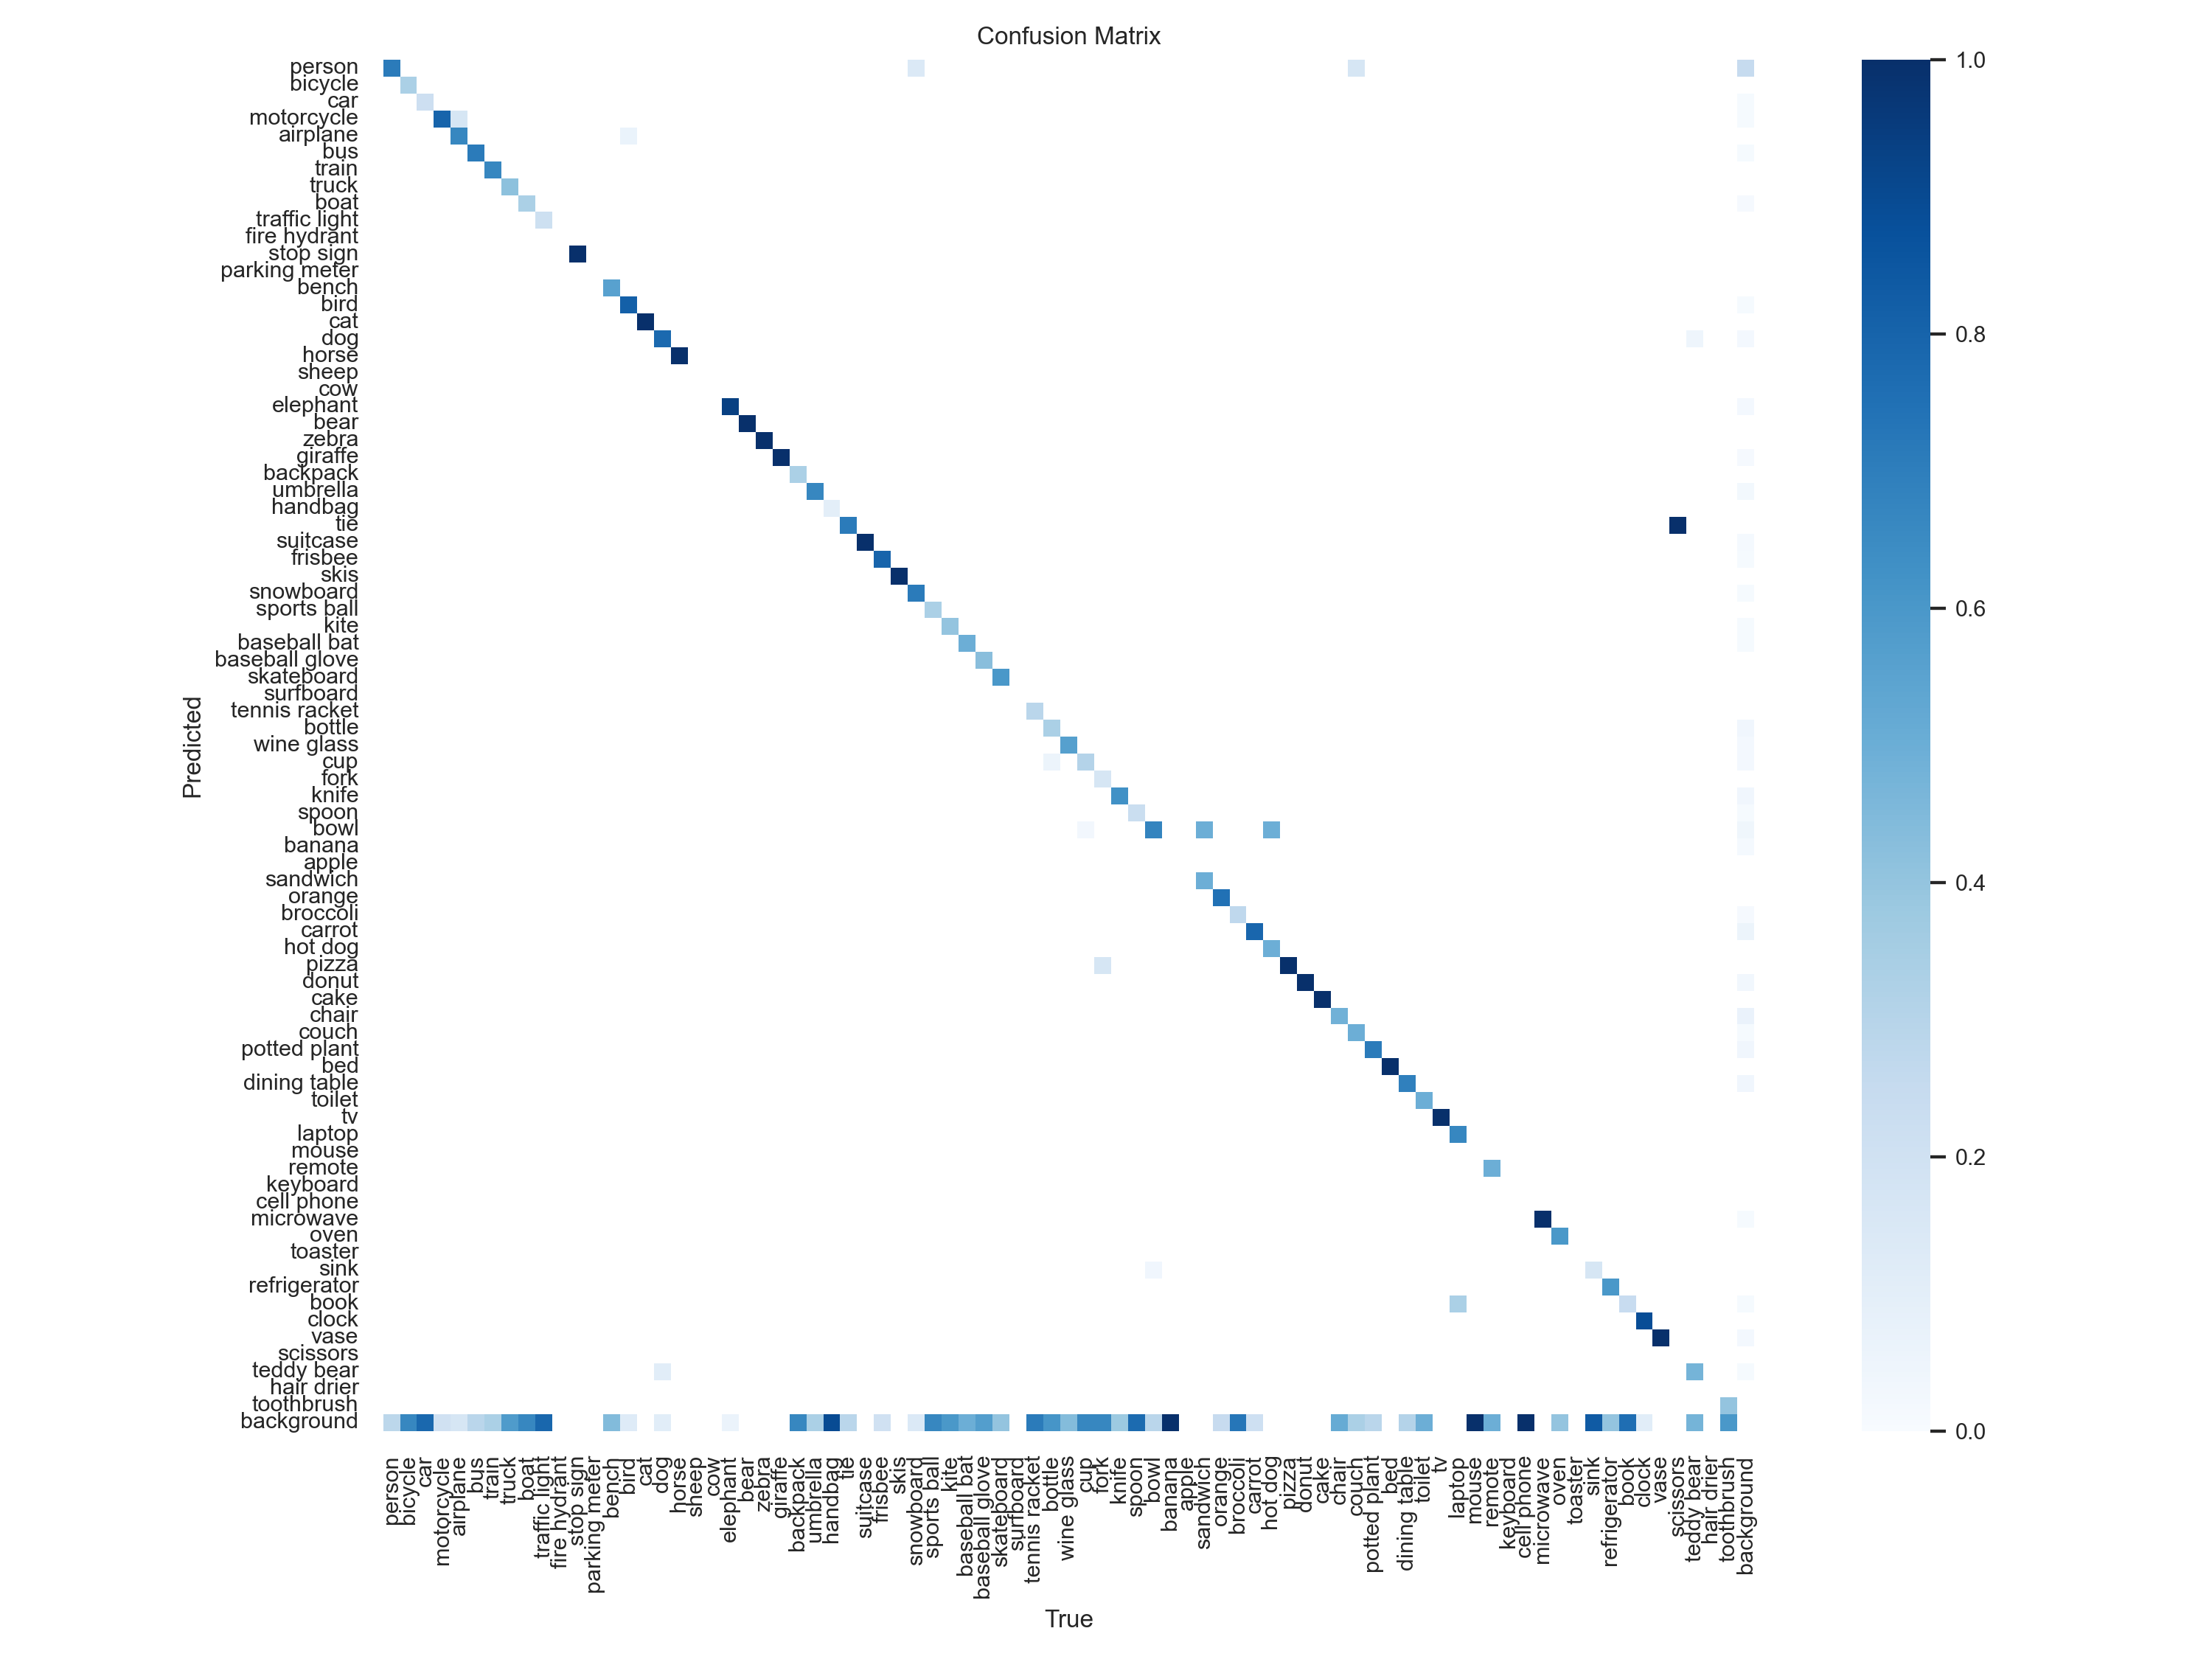 Confusion Matrix
person
bicycle
car
motorcycle
airplane
bus
train
truck
boat
traffic light
fire hydrant
stop sign
parking meter
bench
bird
cat
dog
horse
sheep
cow
elephant
bear
zebra
giraffe
backpack
umbrella
handbag
tie
suitcase
frisbee
skis
snowboard
sports ball
kite
baseball bat
baseball glove
skateboard
surfboard
tennis racket
bottle
wine glass
cup
fork
knife
spoon
bowl
banana
apple
sandwich
orange
broccoli
carrot
hot dog
pizza
donut
cake
chair
couch
potted plant
bed
dining table
toilet
tv
laptop
mouse
remote
keyboard
cell phone
microwave
oven
toaster
sink
refrigerator
book
clock
vase
scissors
teddy bear
hair drier
toothbrush
background
Predicted
person
bicycle
car
motorcycle
airplane
bus
train
truck
boat
traffic light
fire hydrant
stop sign
parking meter
bench
bird
cat
dog
horse
sheep
cow
elephant
bear
zebra
giraffe
backpack
umbrella
handbag
tie
suitcase
frisbee
skis
snowboard
sports ball
kite
baseball bat
baseball glove
skateboard
surfboard
tennis racket
bottle
wine glass
cup
fork
knife
spoon
bowl
banana
apple
sandwich
orange
broccoli
carrot
hot dog
pizza
donut
cake
chair
couch
potted plant
bed
dining table
toilet
tv
laptop
mouse
remote
keyboard
cell phone
microwave
oven
toaster
sink
refrigerator
book
clock
vase
scissors
teddy bear
hair drier
toothbrush
background
True
1.0
0.8
0.6
0.4
0.2
0.0